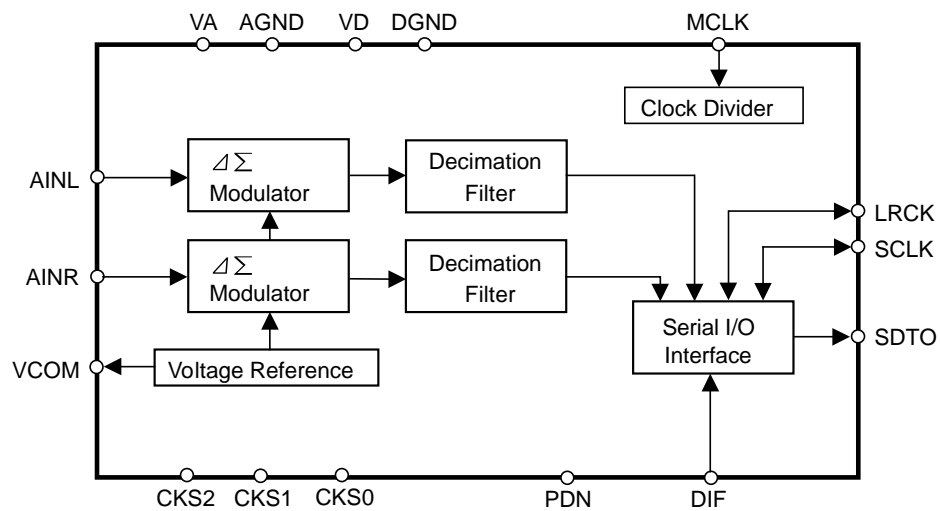 VA AGND VD DGND MCLK
Clock Divider
AINL
⊿Σ
Modulator
Decimation
Filter
LRCK
SCLK
AINR
⊿Σ
Modulator
Decimation
Filter
Serial I/O
Interface
SDTO
VCOM
Voltage Reference
CKS2 CKS1 CKS0 PDN DIF